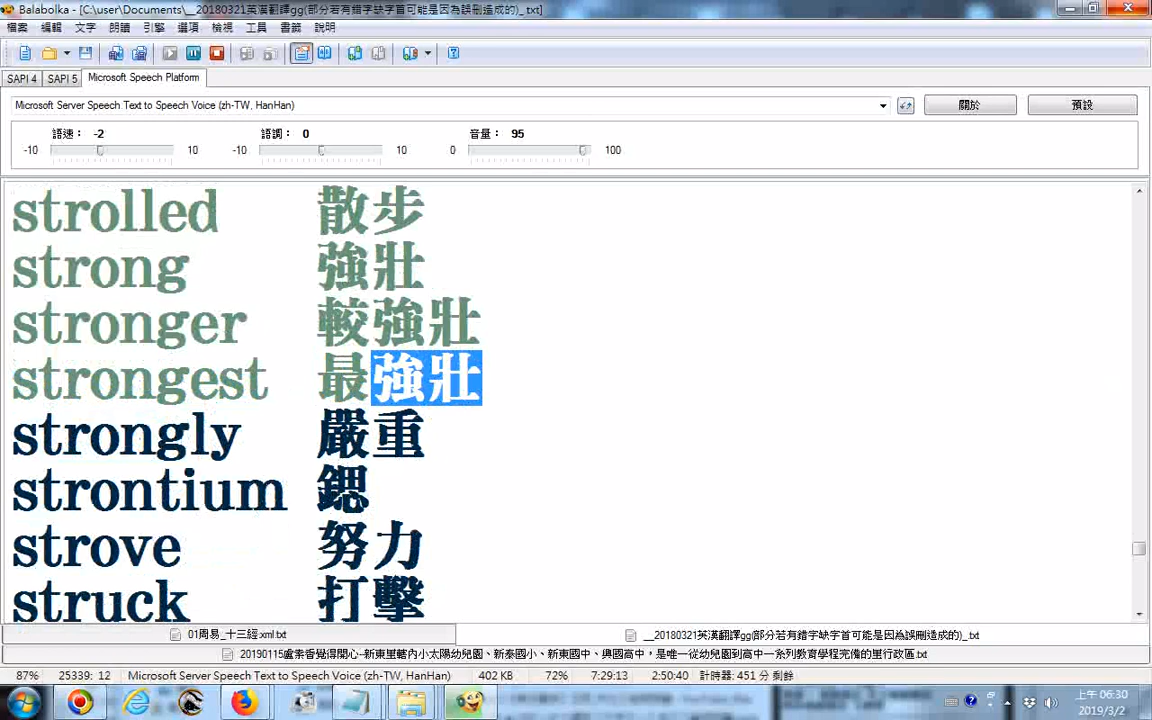 Balabolka - [C:\user\Documents\__20180321英漢翻譯gg(部分若有錯字缺字首可能是因為誤刪造成的)_.txt]
檔案 編輯 文字 朗讀 引擎 選項 檢視 工具 書籤 說明
SAPI 4 SAPI 5 Microsoft Speech Platform
Microsoft Server Speech Text to Speech Voice (zh-TW, HanHan) 關於 預設
語速： -2 語調： 0 音量： 95
-10 10 -10 10 0 100
strolled 散步
strong 強壯
stronger 較強壯
strongest 最強壯
strongly 嚴重
strontium 鍶
strove 努力
struck 打擊
01周易_十三經.xml.txt __20180321英漢翻譯gg(部分若有錯字缺字首可能是因為誤刪造成的)_.txt
20190115盧素香覺得開心--新東里轄內小太陽幼兒園、新泰國小、新東國中、興國高中，是唯一從幼兒園到高中一系列教育學程完備的里行政區.txt
87% 25339: 12 Microsoft Server Speech Text to Speech Voice (zh-TW, HanHan) 402 KB 72% 7:29:13 2:50:40 計時器: 451 分 剩餘
上午 06:30
2019/3/2